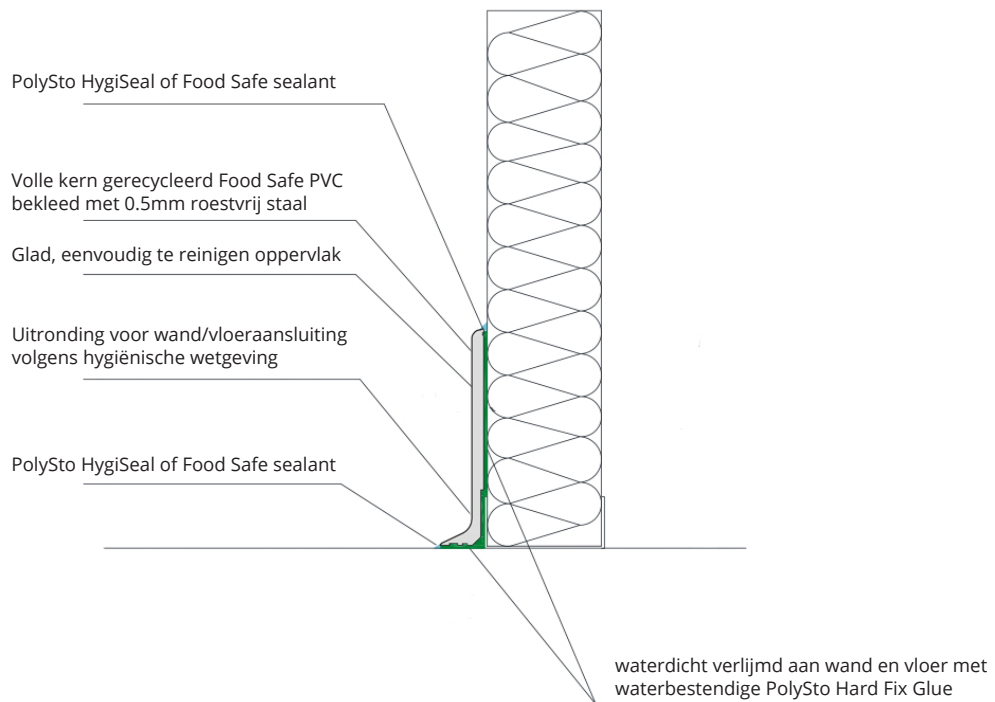 PolySto HygiSeal of Food Safe sealant
Volle kern gerecycleerd Food Safe PVC
bekleed met 0.5mm roestvrij staal
Glad, eenvoudig te reinigen oppervlak
Uitronding voor wand/vloeraansluiting
volgens hygiënische wetgeving
PolySto HygiSeal of Food Safe sealant
waterdicht verlijmd aan wand en vloer met
waterbestendige PolySto Hard Fix Glue